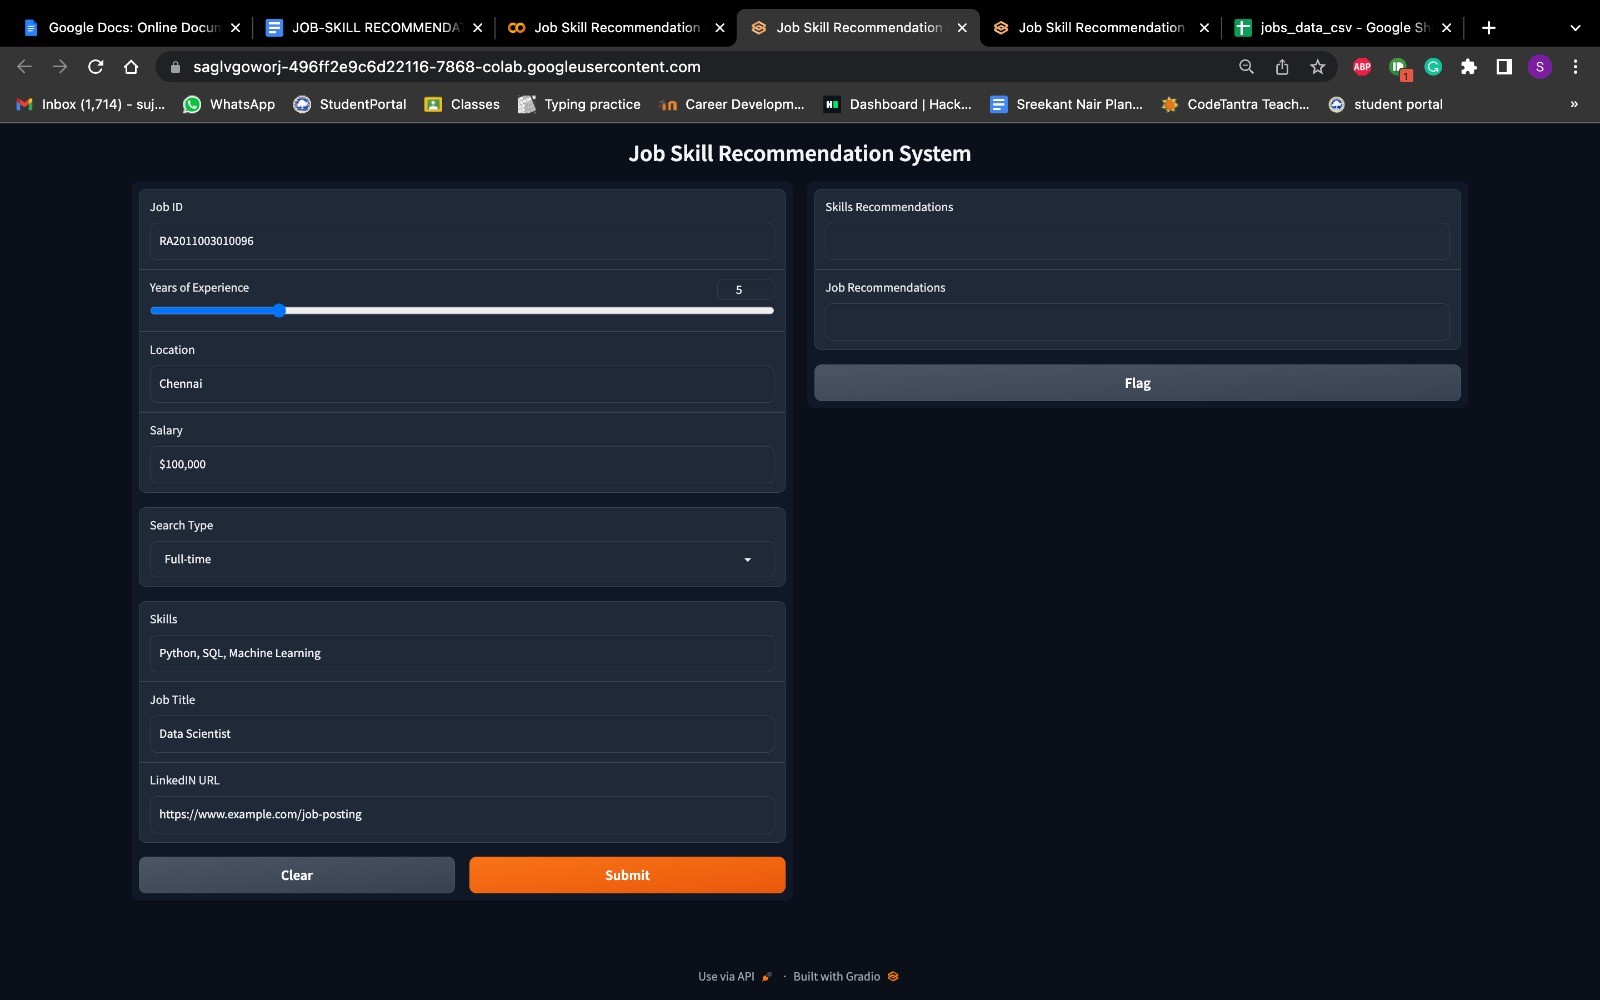 Google Docs: Online Docun
JOB-SKILL RECOMMENDAT
Job Skill Recommendation
Job Skill Recommendation
Job Skill Recommendation
jobs_data_csv - Google Sh
saglvgoworj-496ff2e9c6d22116-7868-colab.googleusercontent.com
ABP
1
G
S
Inbox (1,714) - suj...
WhatsApp
StudentPortal
Classes
Typing practice
Career Developm...
Dashboard | Hack...
Sreekant Nair Plan...
CodeTantra Teach...
student portal
»
Job Skill Recommendation System
Job ID
RA2011003010096
Years of Experience
5
Location
Chennai
Salary
$100,000
Search Type
Full-time
Skills
Python, SQL, Machine Learning
Job Title
Data Scientist
LinkedIN URL
https://www.example.com/job-posting
Clear
Submit
Skills Recommendations
Job Recommendations
Flag
Use via API · Built with Gradio